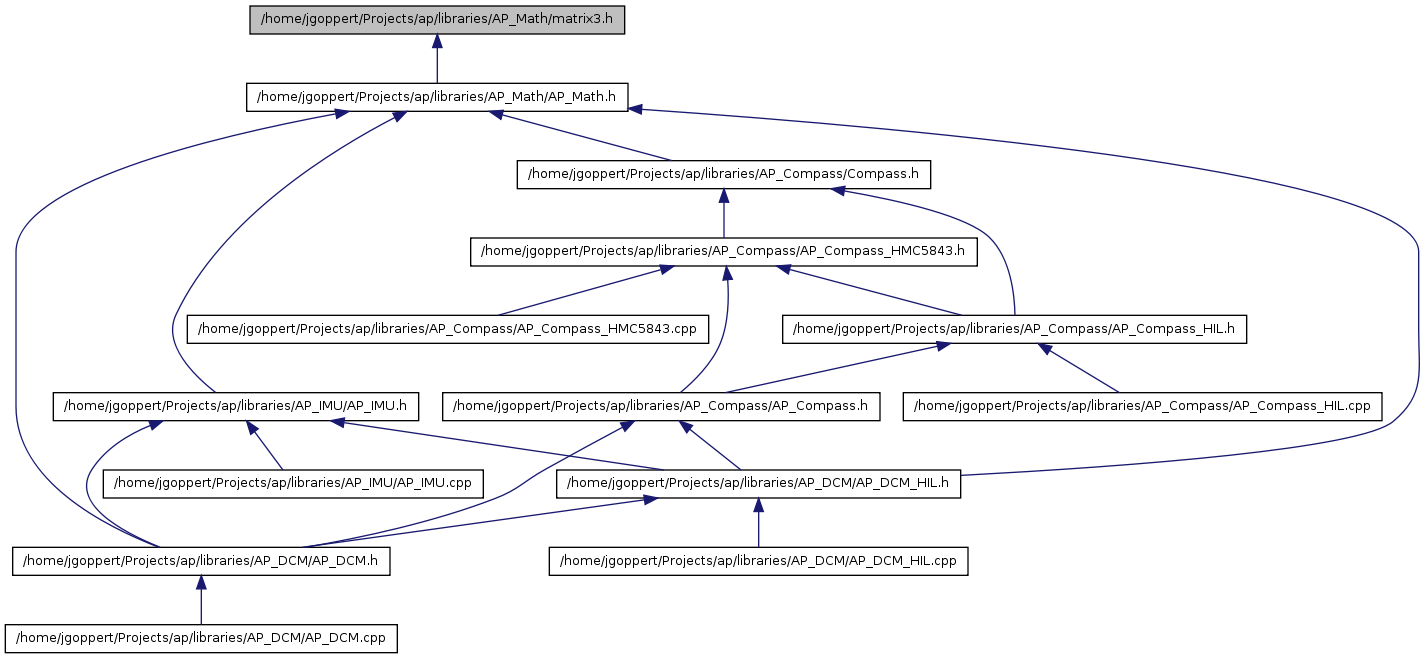 /home/jgoppert/Projects/ap/libraries/AP_Math/matrix3.h
/home/jgoppert/Projects/ap/libraries/AP_Math/AP_Math.h
/home/jgoppert/Projects/ap/libraries/AP_Compass/Compass.h
/home/jgoppert/Projects/ap/libraries/AP_Compass/AP_Compass_HMC5843.h
/home/jgoppert/Projects/ap/libraries/AP_Compass/AP_Compass_HMC5843.cpp
/home/jgoppert/Projects/ap/libraries/AP_Compass/AP_Compass_HIL.h
/home/jgoppert/Projects/ap/libraries/AP_IMU/AP_IMU.h
/home/jgoppert/Projects/ap/libraries/AP_Compass/AP_Compass.h
/home/jgoppert/Projects/ap/libraries/AP_Compass/AP_Compass_HIL.cpp
/home/jgoppert/Projects/ap/libraries/AP_IMU/AP_IMU.cpp
/home/jgoppert/Projects/ap/libraries/AP_DCM/AP_DCM_HIL.h
/home/jgoppert/Projects/ap/libraries/AP_DCM/AP_DCM.h
/home/jgoppert/Projects/ap/libraries/AP_DCM/AP_DCM_HIL.cpp
/home/jgoppert/Projects/ap/libraries/AP_DCM/AP_DCM.cpp